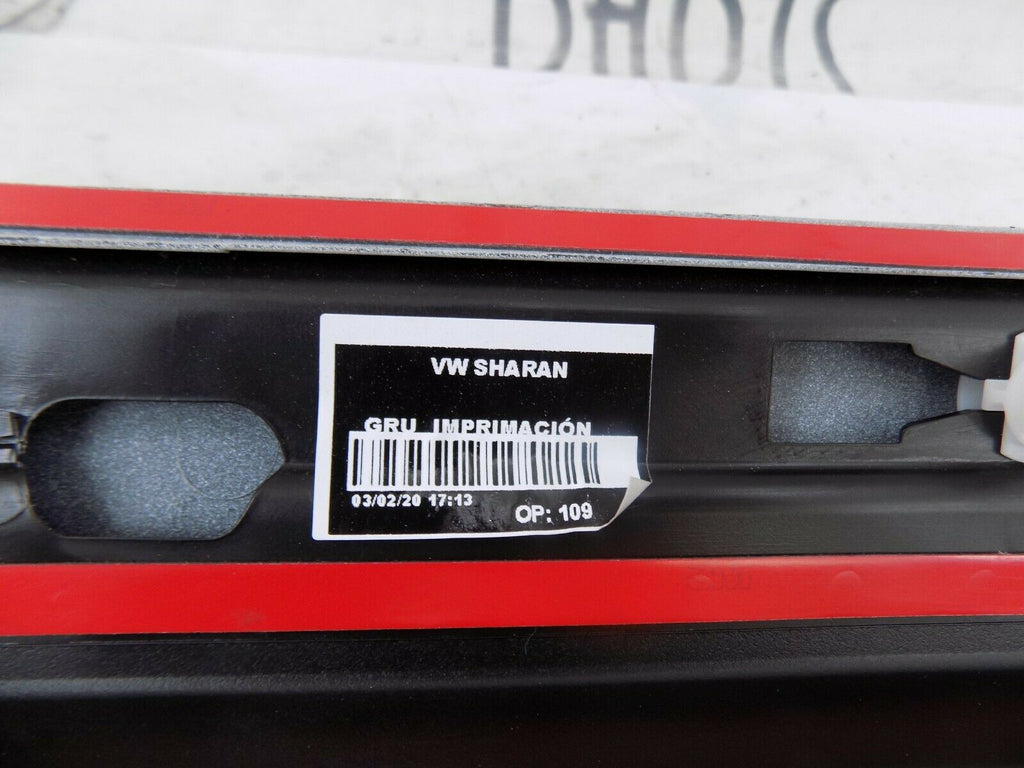 VW SHARAN
GRU IMPRIMACIÓN
03/02/20 17:13
OP: 109